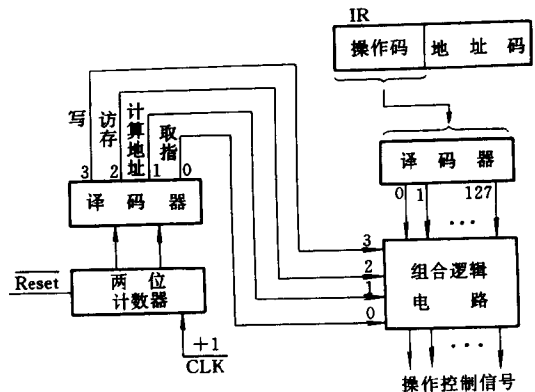 IR
操作码 地址码
写
访存
计算地址
取指
3 2 1 0
译码器
译码器
0 1 127
...
3
2
1
0
组合逻辑
电路
Reset
两位
计数器
+1
CLK
...
操作控制信号